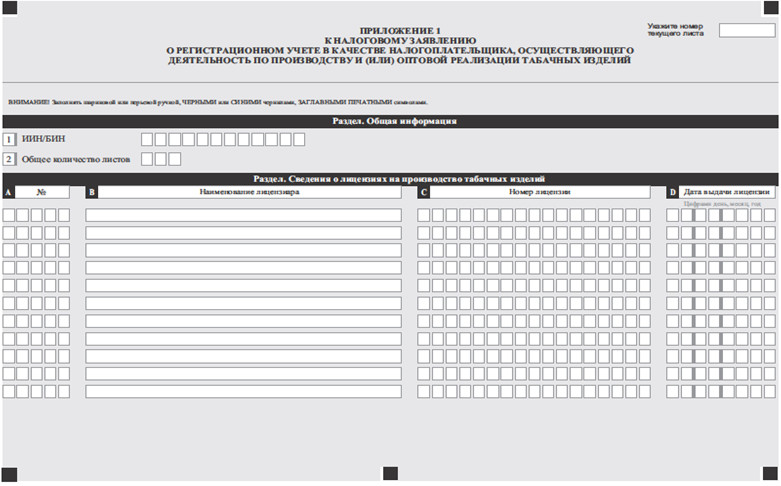 Укажите номер
текущего листа
ПРИЛОЖЕНИЕ 1
К НАЛОГОВОМУ ЗАЯВЛЕНИЮ
О РЕГИСТРАЦИОННОМ УЧЕТЕ В КАЧЕСТВЕ НАЛОГОПЛАТЕЛЬЩИКА, ОСУЩЕСТВЛЯЮЩЕГО
ДЕЯТЕЛЬНОСТЬ ПО ПРОИЗВОДСТВУ И (ИЛИ) ОПТОВОЙ РЕАЛИЗАЦИИ ТАБАЧНЫХ ИЗДЕЛИЙ
ВНИМАНИЕ! Заполнять шариковой или перьевой ручкой, ЧЕРНЫМИ или СИНИМИ чернилами, ЗАГЛАВНЫМИ ПЕЧАТНЫМИ символами.
Раздел. Общая информация
1 ИИН/БИН
2 Общее количество листов
Раздел. Сведения о лицензиях на производство табачных изделий
A № B Наименование лицензиара C Номер лицензии D Дата выдачи лицензии
Цифрами день, месяц, год